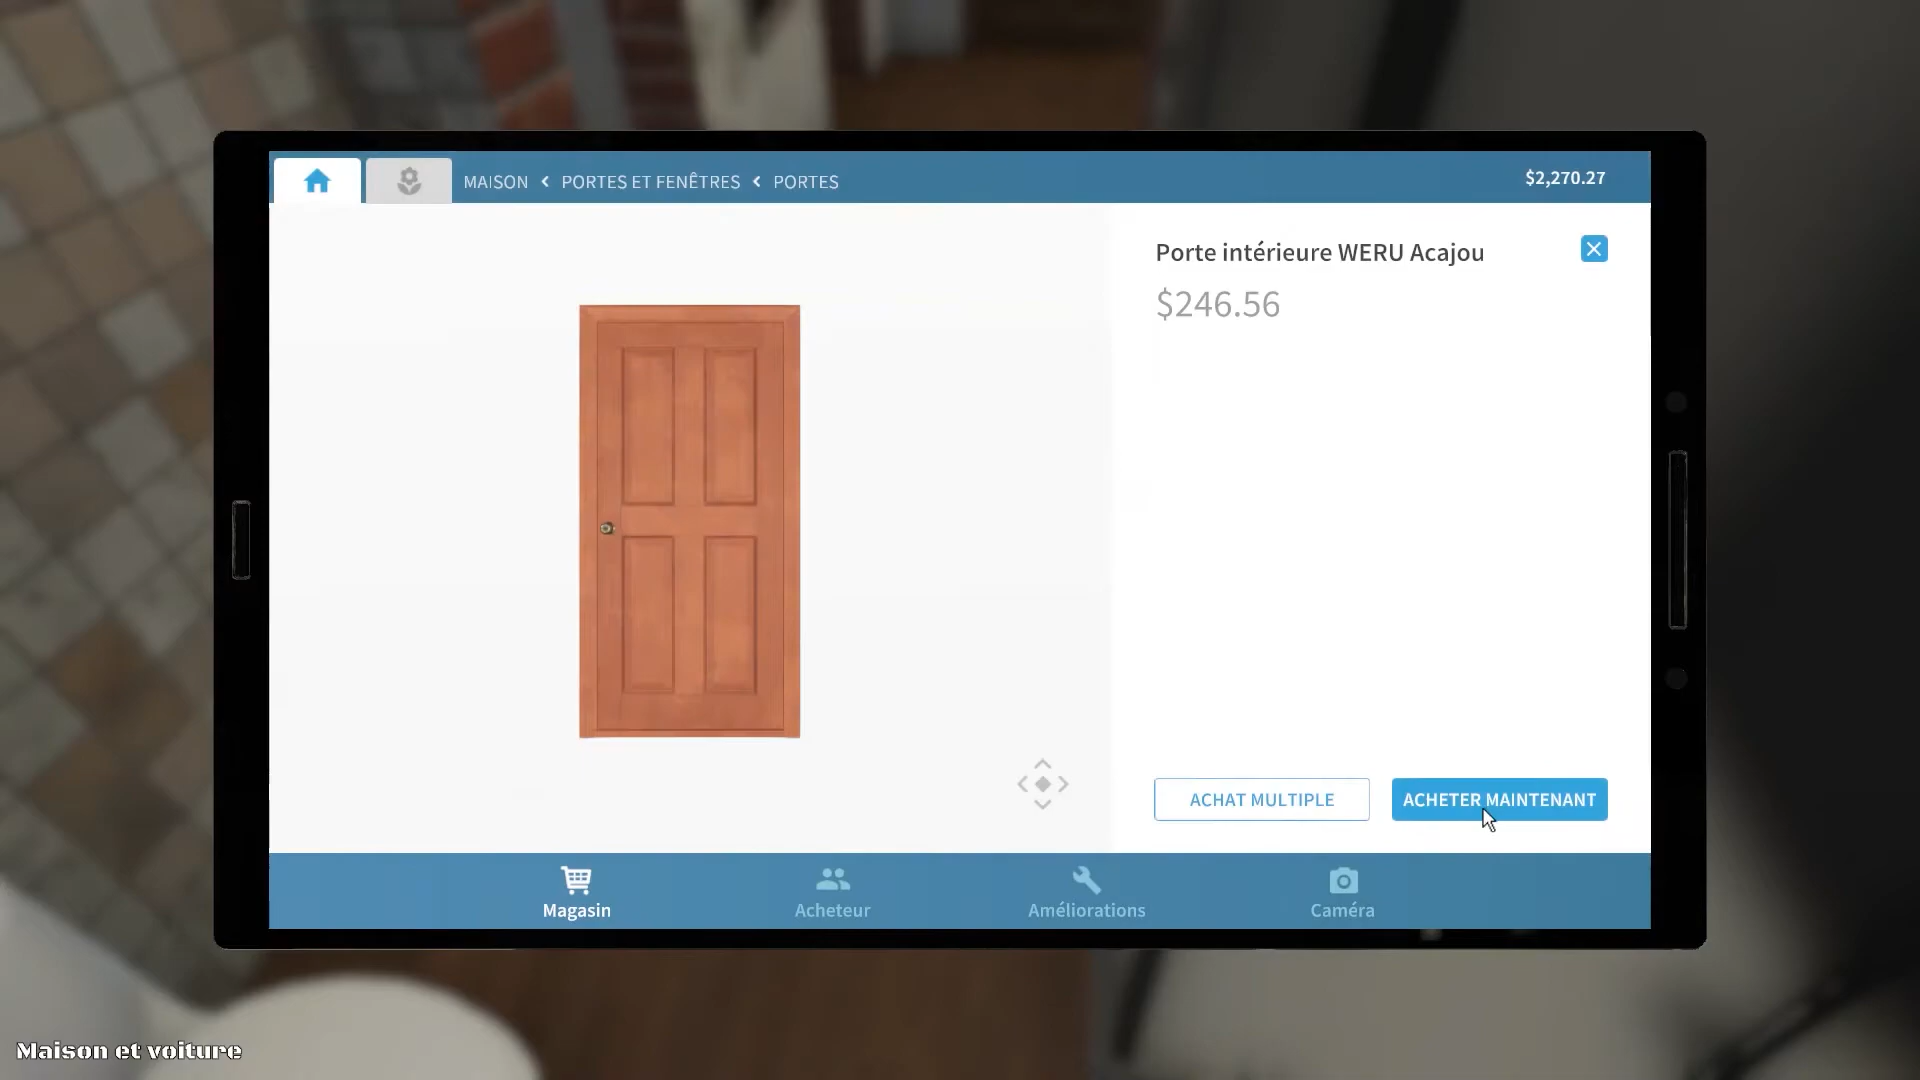 MAISON PORTES ET FENÊTRES PORTES
$2,270.27
Porte intérieure WERU Acajou
$246.56
ACHAT MULTIPLE
ACHETER MAINTENANT
Magasin
Acheteur
Améliorations
Caméra
Maison et voiture